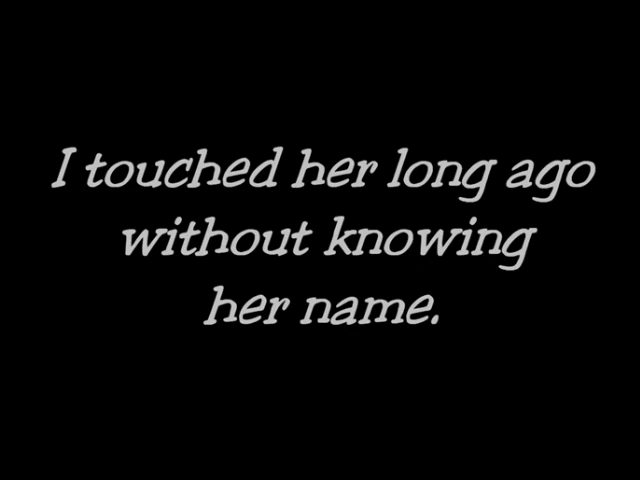 I touched her long ago
without knowing
her name.